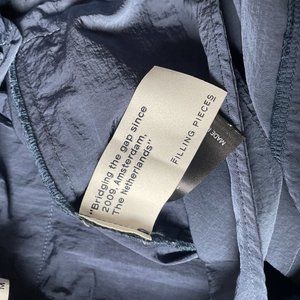 "Bridging the gap since
2009, Amsterdam,
The Netherlands"
FILLING PIECES
MADE
M